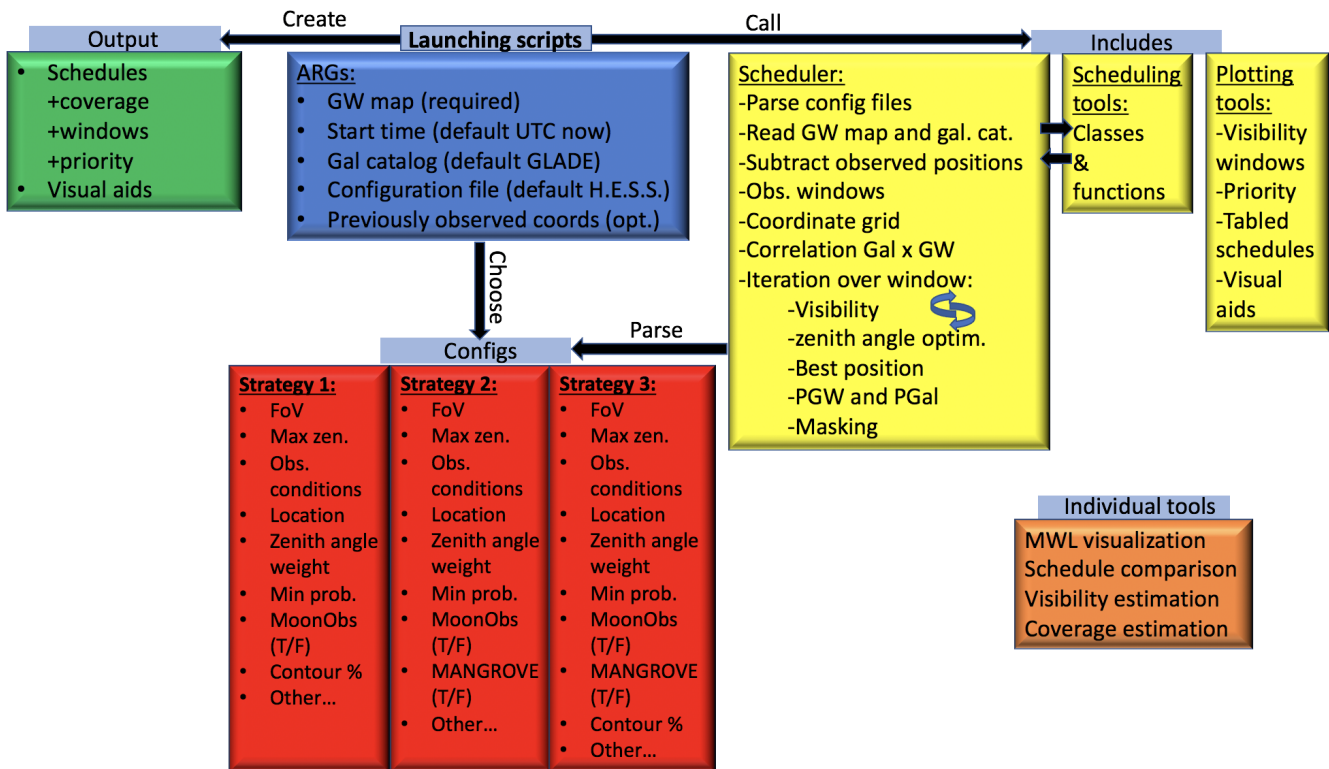 Create
Call
Output
Launching scripts
Includes
• Schedules
+coverage
+windows
+priority
• Visual aids
ARGs:
• GW map (required)
• Start time (default UTC now)
• Gal catalog (default GLADE)
• Configuration file (default H.E.S.S.)
• Previously observed coords (opt.)
Scheduler:
-Parse config files
-Read GW map and gal. cat.
-Subtract observed positions
-Obs. windows
-Coordinate grid
-Correlation Gal x GW
-Iteration over window:
-Visibility
-zenith angle optim.
-Best position
-PGW and PGal
-Masking
Scheduling
tools:
Classes
&
functions
Plotting
tools:
-Visibility
windows
-Priority
-Tabled
schedules
-Visual
aids
Choose
Parse
Configs
Strategy 1:
• FoV
• Max zen.
• Obs.
conditions
• Location
• Zenith angle
weight
• Min prob.
• MoonObs
(T/F)
• Contour %
• Other…
Strategy 2:
• FoV
• Max zen.
• Obs.
conditions
• Location
• Zenith angle
weight
• Min prob.
• MoonObs
(T/F)
• MANGROVE
(T/F)
• Other…
Strategy 3:
• FoV
• Max zen.
• Obs.
conditions
• Location
• Zenith angle
weight
• Min prob.
• MoonObs
(T/F)
• MANGROVE
(T/F)
• Contour %
• Other…
Individual tools
MWL visualization
Schedule comparison
Visibility estimation
Coverage estimation